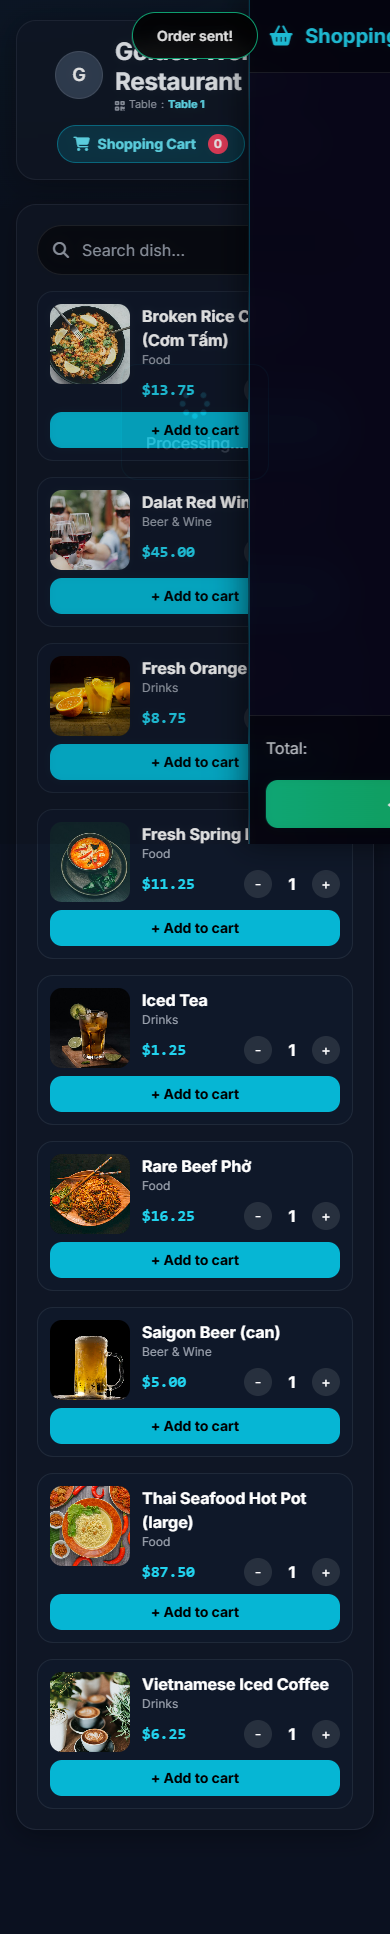 Order sent!
Shopping
G
Golden
Restaurant
Table : Table 1
Shopping Cart 0
Search dish...
Broken Rice
(Cơm Tấm)
Food
$13.75
+ Add to cart
Processing...
Dalat Red
Beer & Wine
$45.00
+ Add to cart
Fresh Orange
Drinks
$8.75
+ Add to cart
Total:
Fresh Spring
Food
$11.25 - 1 +
+ Add to cart
Iced Tea
Drinks
$1.25 - 1 +
+ Add to cart
Rare Beef Phở
Food
$16.25 - 1 +
+ Add to cart
Saigon Beer (can)
Beer & Wine
$5.00 - 1 +
+ Add to cart
Thai Seafood Hot Pot
(large)
Food
$87.50 - 1 +
+ Add to cart
Vietnamese Iced Coffee
Drinks
$6.25 - 1 +
+ Add to cart